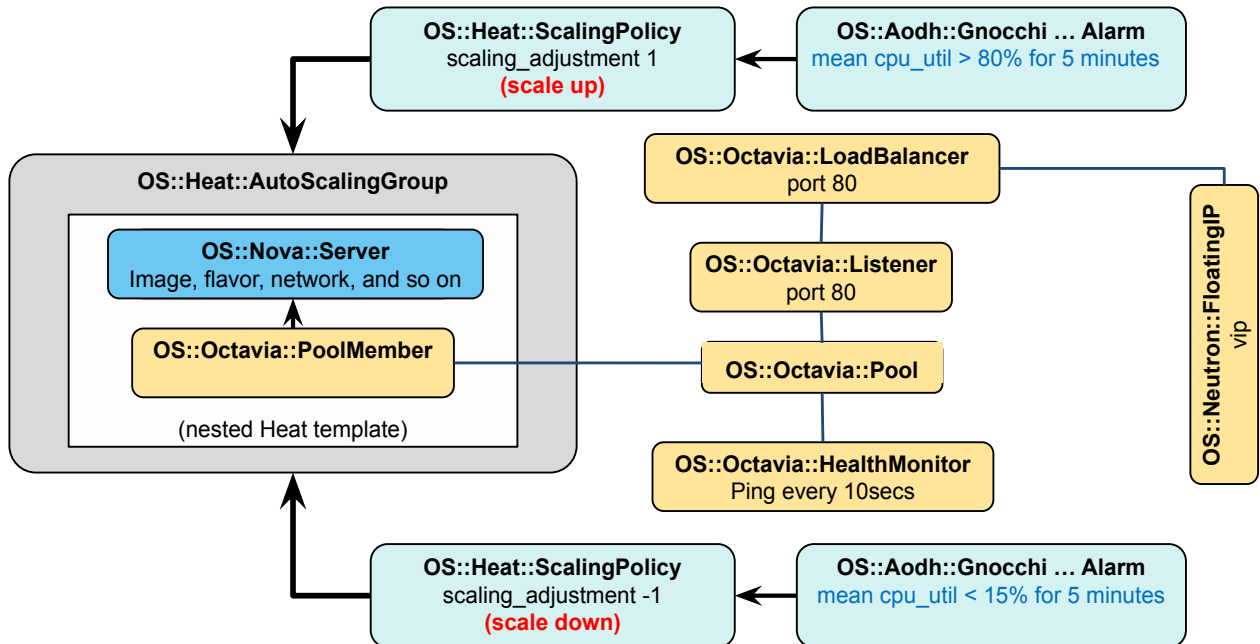 OS::Heat::ScalingPolicy
scaling_adjustment 1
(scale up)
OS::Aodh::Gnocchi ... Alarm
mean cpu_util > 80% for 5 minutes
OS::Heat::AutoScalingGroup
OS::Nova::Server
Image, flavor, network, and so on
OS::Octavia::PoolMember
(nested Heat template)
OS::Octavia::LoadBalancer
port 80
OS::Octavia::Listener
port 80
OS::Octavia::Pool
OS::Octavia::HealthMonitor
Ping every 10secs
OS::Neutron::FloatingIP
vip
OS::Heat::ScalingPolicy
scaling_adjustment -1
(scale down)
OS::Aodh::Gnocchi ... Alarm
mean cpu_util < 15% for 5 minutes